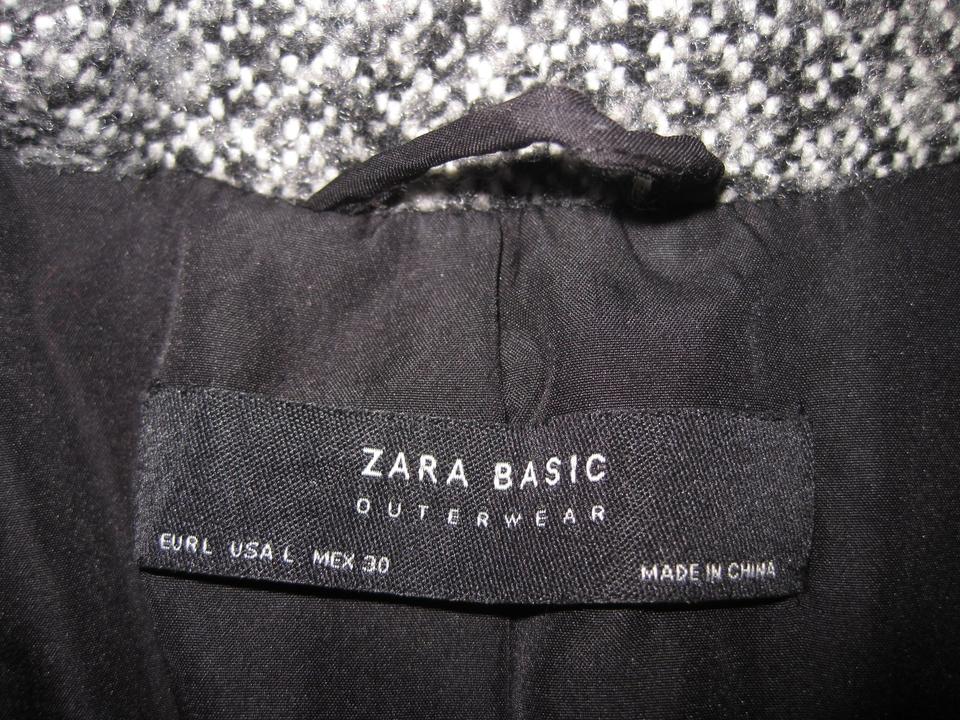 ZARA BASIC
OUTERWEAR
EUR L USA L MEX 30
MADE IN CHINA